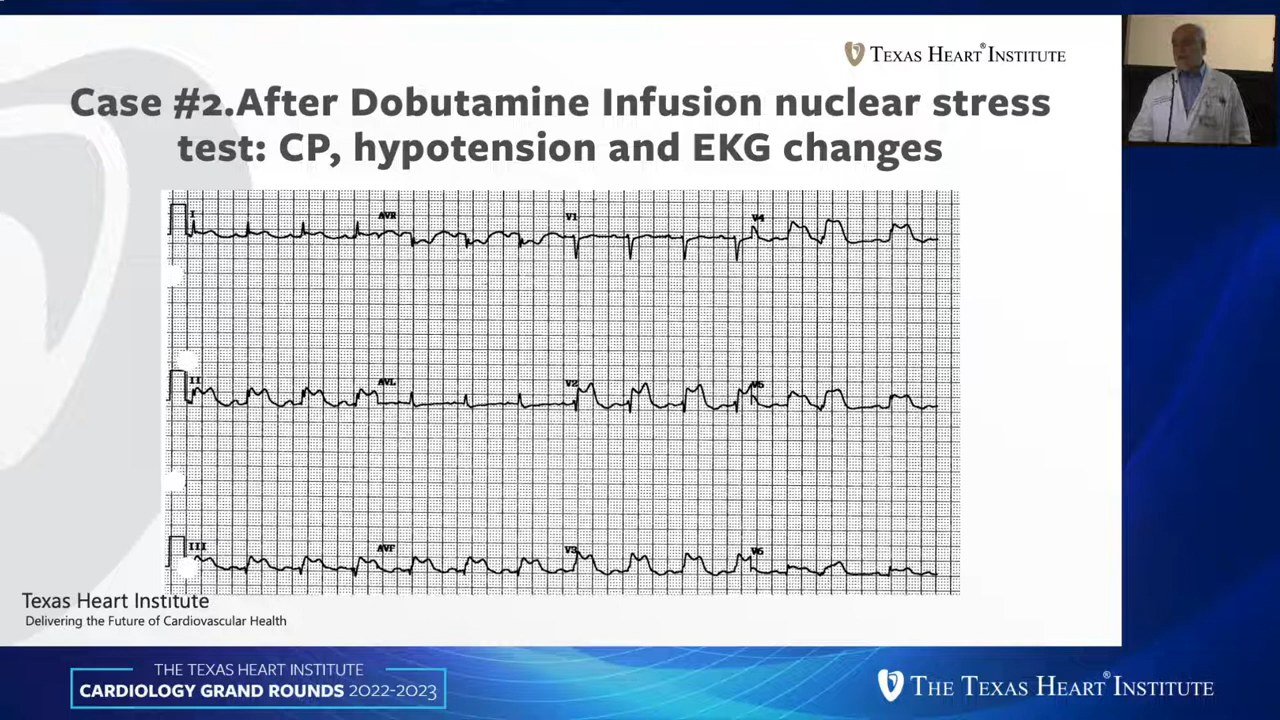 TEXAS HEART® INSTITUTE
Case #2.After Dobutamine Infusion nuclear stress
test: CP, hypotension and EKG changes
I
AVR
V1
V4
II
AVL
V2
V5
III
AVF
V3
V6
Texas Heart Institute
Delivering the Future of Cardiovascular Health
THE TEXAS HEART INSTITUTE
CARDIOLOGY GRAND ROUNDS 2022-2023
THE TEXAS HEART® INSTITUTE